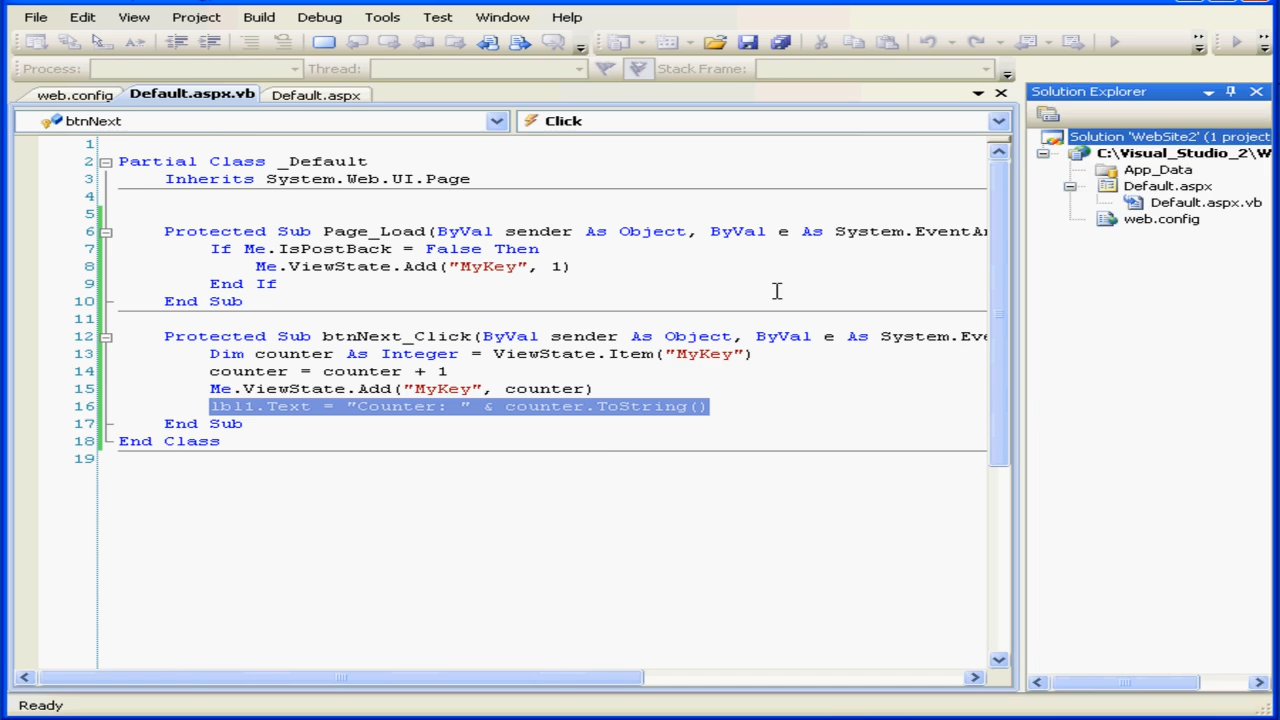 File Edit View Project Build Debug Tools Test Window Help
Process: Thread: Stack Frame:
web.config Default.aspx.vb Default.aspx
btnNext Click
1
2 Partial Class _Default
3 Inherits System.Web.UI.Page
4
5
6 Protected Sub Page_Load(ByVal sender As Object, ByVal e As System.EventAr
7 If Me.IsPostBack = False Then
8 Me.ViewState.Add("MyKey", 1)
9 End If
10 End Sub
11
12 Protected Sub btnNext_Click(ByVal sender As Object, ByVal e As System.Eve
13 Dim counter As Integer = ViewState.Item("MyKey")
14 counter = counter + 1
15 Me.ViewState.Add("MyKey", counter)
16 lbl1.Text = "Counter: " & counter.ToString()
17 End Sub
18 End Class
19
Solution Explorer
Solution 'WebSite2' (1 project
C:\Visual_Studio_2\W
App_Data
Default.aspx
Default.aspx.vb
web.config
Ready